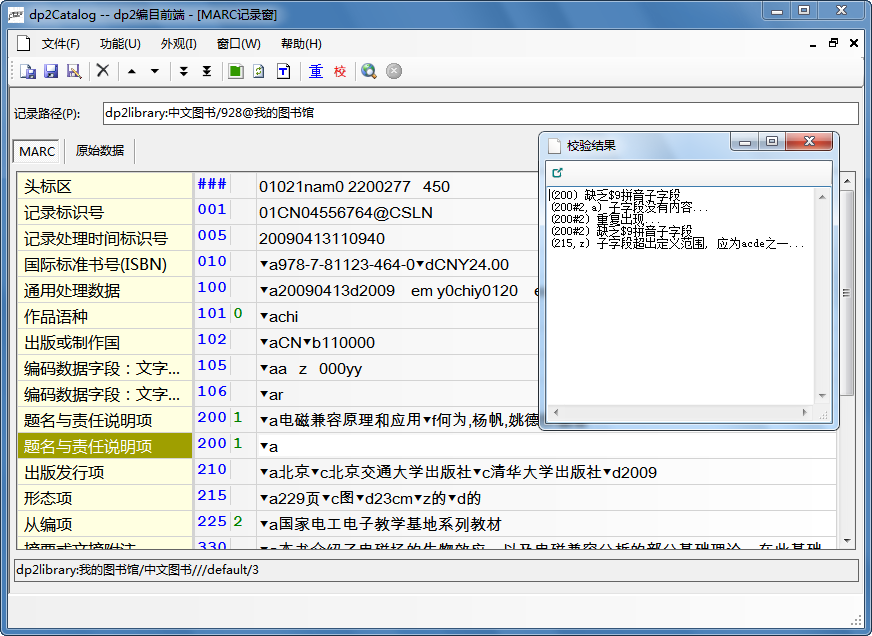 dp2Catalog -- dp2编目前端 - [MARC记录窗]
文件(F) 功能(U) 外观(I) 窗口(W) 帮助(H)
重 校
记录路径(P): dp2library:中文图书/928@我的图书馆
MARC 原始数据
头标区 ### 01021nam0 2200277 450
记录标识号 001 01CN04556764@CSLN
记录处理时间标识号 005 20090413110940
国际标准书号(ISBN) 010 ▾a978-7-81123-464-0▾dCNY24.00
通用处理数据 100 ▾a20090413d2009 em y0chiy0120
作品语种 101 0 ▾achi
出版或制作国 102 ▾aCN▾b110000
编码数据字段：文字... 105 ▾aa z 000yy
编码数据字段：文字... 106 ▾ar
题名与责任说明项 200 1 ▾a电磁兼容原理和应用▾f何为,杨帆,姚德
题名与责任说明项 200 1 ▾a
出版发行项 210 ▾a北京▾c北京交通大学出版社▾c清华大学出版社▾d2009
形态项 215 ▾a229页▾c图▾d23cm▾z的▾d的
从编项 225 2 ▾a国家电工电子教学基地系列教材
摘要或文摘附注 330 ▾a本书介绍了电磁场的生物效应，以及电磁兼容分析的部分基础理论。在此基础
dp2library:我的图书馆/中文图书///default/3
校验结果
(200) 缺乏$9拼音子字段
(200#2,a) 子字段没有内容...
(200#2) 重复出现...
(200#2) 缺乏$9拼音子字段
(215,z) 子字段超出定义范围, 应为acde之一...